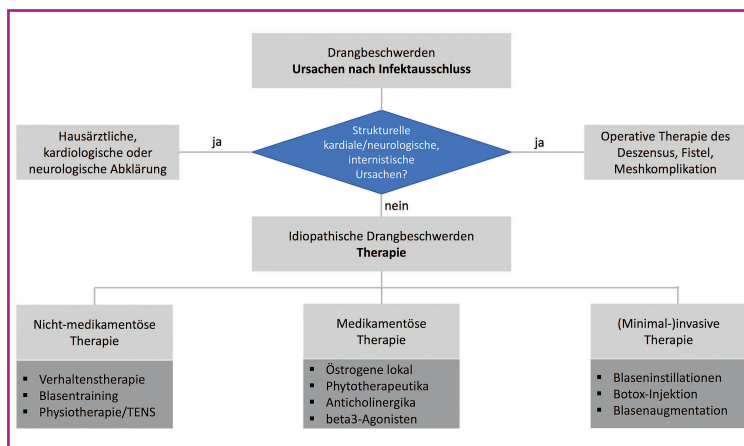 Drangbeschwerden
Ursachen nach Infektausschluss
Hausärztliche,
kardiologische oder
neurologische Abklärung
ja
Strukturelle
kardiale/neurologische,
internistische
Ursachen?
ja
Operative Therapie des
Deszensus, Fistel,
Meshkomplikation
nein
Idiopathische Drangbeschwerden
Therapie
Nicht-medikamentöse
Therapie
▪ Verhaltenstherapie
▪ Blasentraining
▪ Physiotherapie/TENS
Medikamentöse
Therapie
▪ Östrogene lokal
▪ Phytotherapeutika
▪ Anticholinergika
▪ beta3-Agonisten
(Minimal-)invasive
Therapie
▪ Blaseninstillationen
▪ Botox-Injektion
▪ Blasenaugmentation